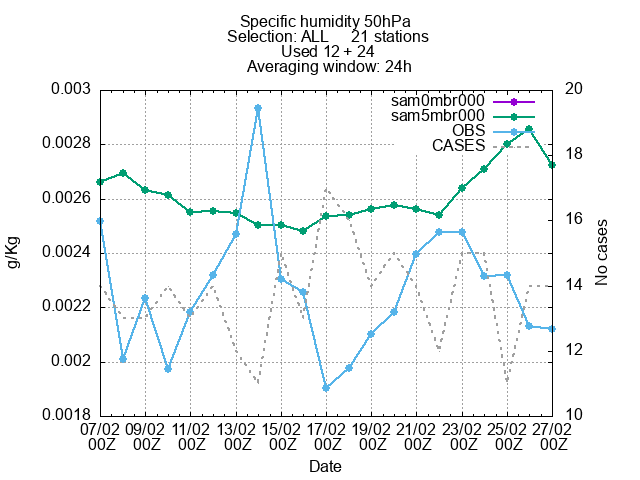 Specific humidity 50hPa
Selection: ALL 21 stations
Used 12 + 24
Averaging window: 24h
sam0mbr000
sam5mbr000
OBS
CASES
0.003
0.0028
0.0026
0.0024
0.0022
0.002
0.0018
g/Kg
20
18
16
14
12
10
No cases
07/02 09/02 11/02 13/02 15/02 17/02 19/02 21/02 23/02 25/02 27/02
00Z 00Z 00Z 00Z 00Z 00Z 00Z 00Z 00Z 00Z 00Z
Date